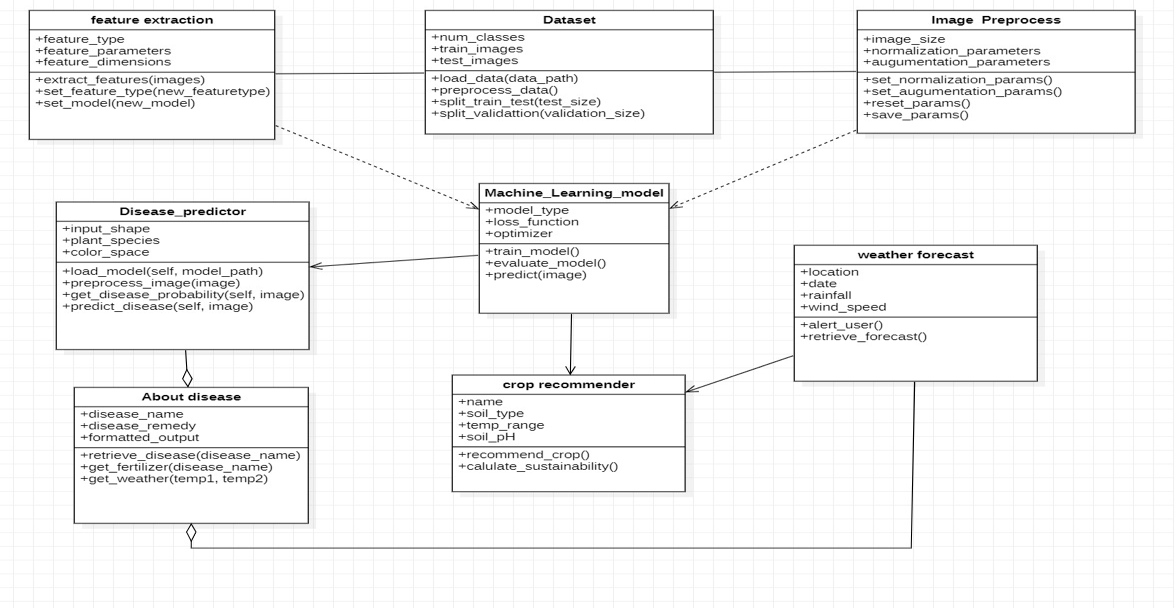 feature extraction
+feature_type
+feature_parameters
+feature_dimensions
+extract_features(images)
+set_feature_type(new_featuretype)
+set_model(new_model)
Dataset
+num_classes
+train_images
+test_images
+load_data(data_path)
+preprocess_data()
+split_train_test(test_size)
+split_validattion(validation_size)
Image Preprocess
+image_size
+normalization_parameters
+augumentation_parameters
+set_normalization_params()
+set_augumentation_params()
+reset_params()
+save_params()
Machine_Learning_model
+model_type
+loss_function
+optimizer
+train_model()
+evaluate_model()
+predict(image)
Disease_predictor
+input_shape
+plant_species
+color_space
+load_model(self, model_path)
+preprocess_image(image)
+get_disease_probability(self, image)
+predict_disease(self, image)
weather forecast
+location
+date
+rainfall
+wind_speed
+alert_user()
+retrieve_forecast()
About disease
+disease_name
+disease_remedy
+formatted_output
+retrieve_disease(disease_name)
+get_fertilizer(disease_name)
+get_weather(temp1, temp2)
crop recommender
+name
+soil_type
+temp_range
+soil_pH
+recommend_crop()
+calulate_sustainability()